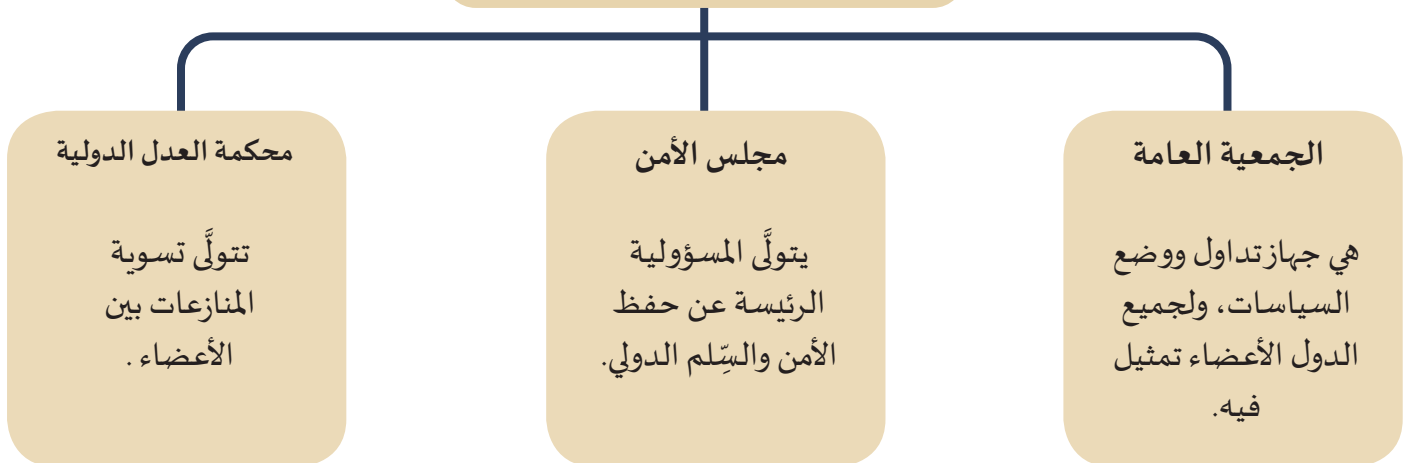 الجمعية العامة
هي جهاز تداول ووضع
السياسات، ولجميع
الدول الأعضاء تمثيل
فيه.
مجلس الأمن
يتولَّى المسؤولية
الرئيسة عن حفظ
الأمن والسِّلم الدولي.
محكمة العدل الدولية
تتولَّى تسوية
المنازعات بين
الأعضاء .